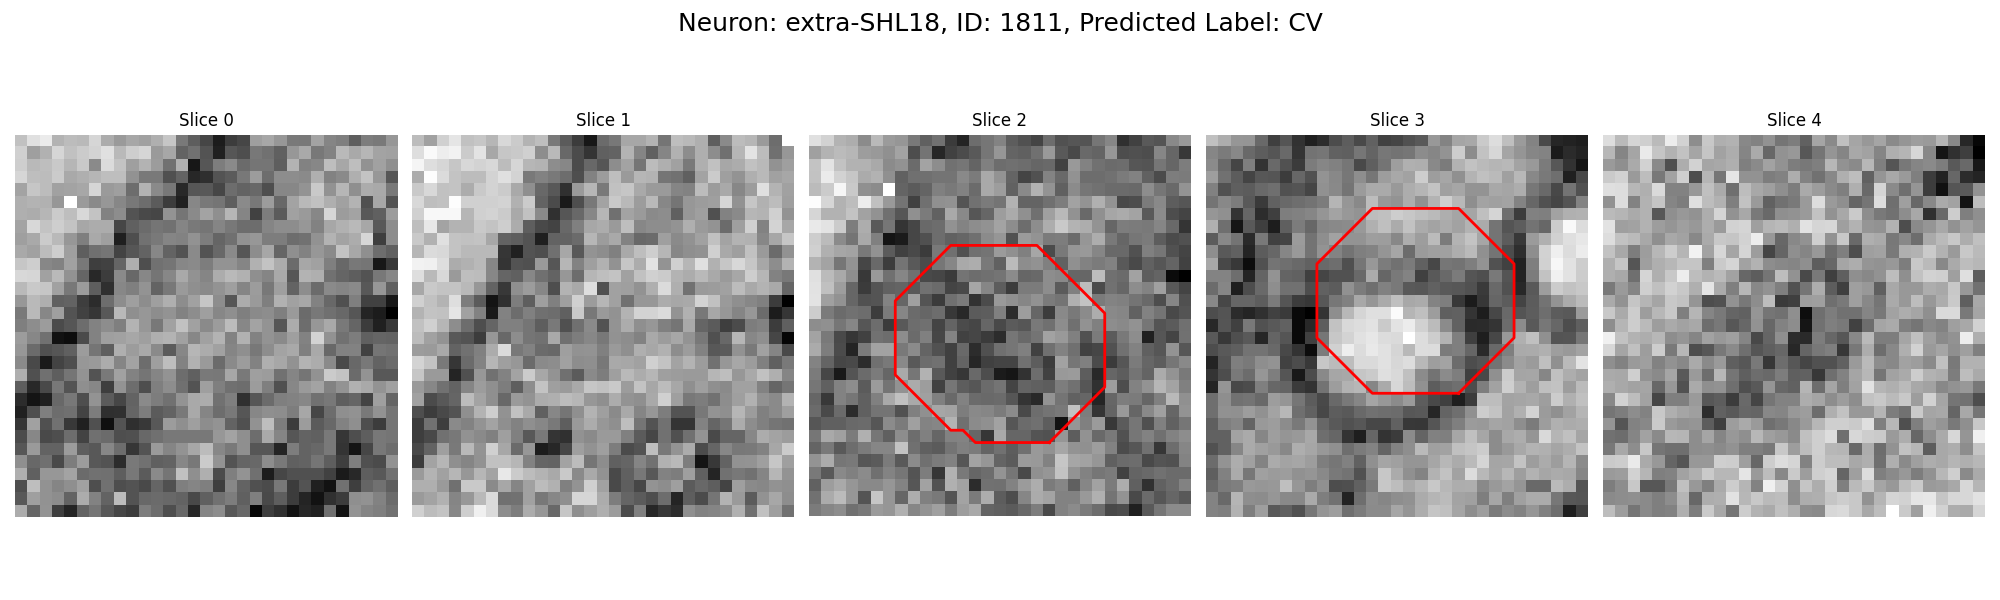 Neuron: extra-SHL18, ID: 1811, Predicted Label: CV
Slice 0
Slice 1
Slice 2
Slice 3
Slice 4